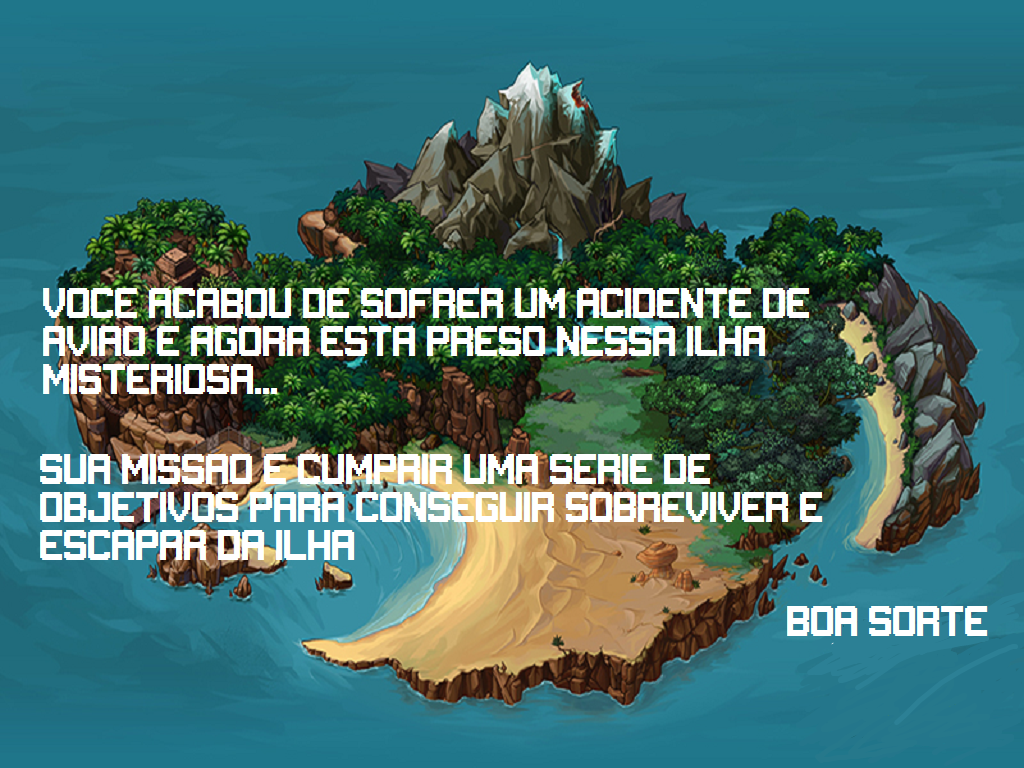 VOCE ACABOU DE SOFRER UM ACIDENTE DE
AVIAO E AGORA ESTA PRESO NESSA ILHA
MISTERIOSA...
SUA MISSAO E CUMPRIR UMA SERIE DE
OBJETIVOS PARA CONSEGUIR SOBREVIVER E
ESCAPAR DA ILHA
BOA SORTE